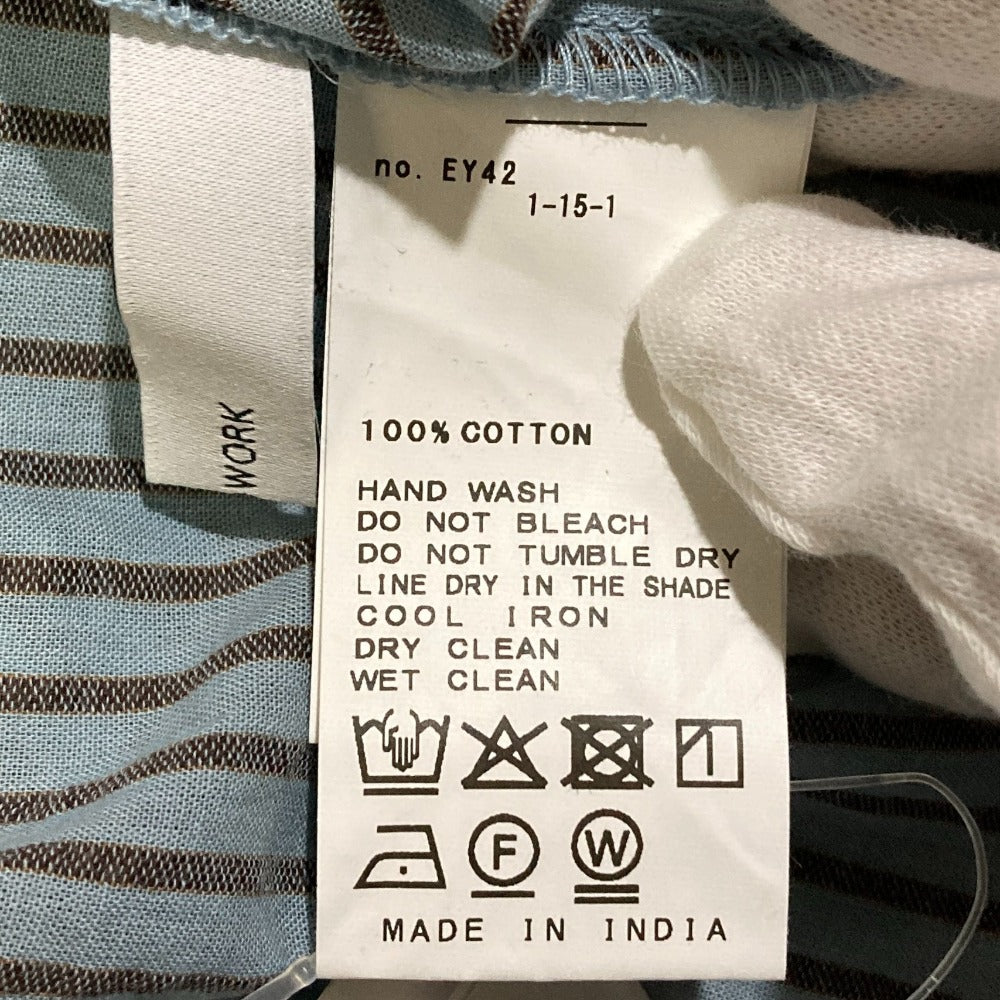 no. EY42
1-15-1
WORK
100% COTTON
HAND WASH
DO NOT BLEACH
DO NOT TUMBLE DRY
LINE DRY IN THE SHADE
COOL IRON
DRY CLEAN
WET CLEAN
F
W
MADE IN INDIA